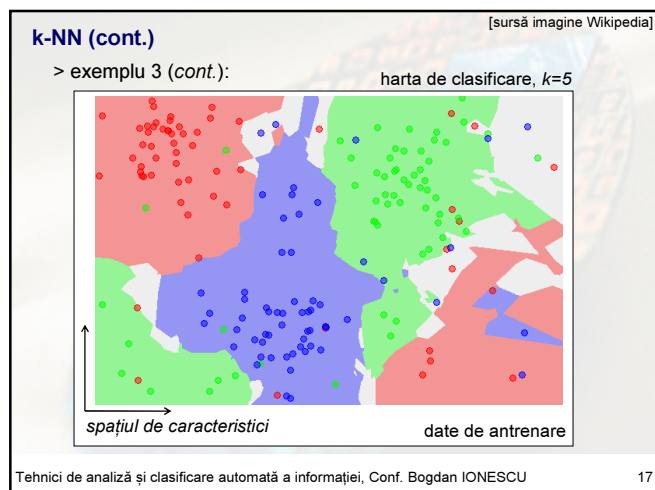 [sursă imagine Wikipedia]
k-NN (cont.)
> exemplu 3 (cont.):
harta de clasificare, k=5
spațiul de caracteristici
date de antrenare
Tehnici de analiză și clasificare automată a informației, Conf. Bogdan IONESCU
17